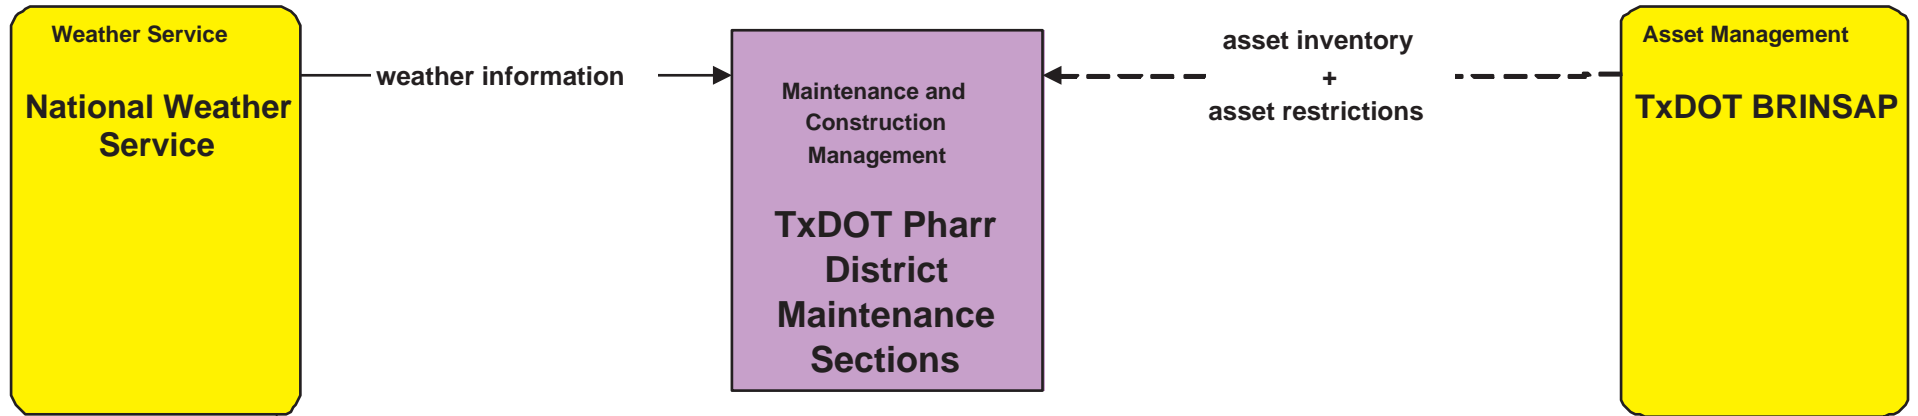 Weather Service
National Weather
Service
weather information
Maintenance and
Construction
Management
TxDOT Pharr
District
Maintenance
Sections
asset inventory
+
asset restrictions
Asset Management
TxDOT BRINSAP